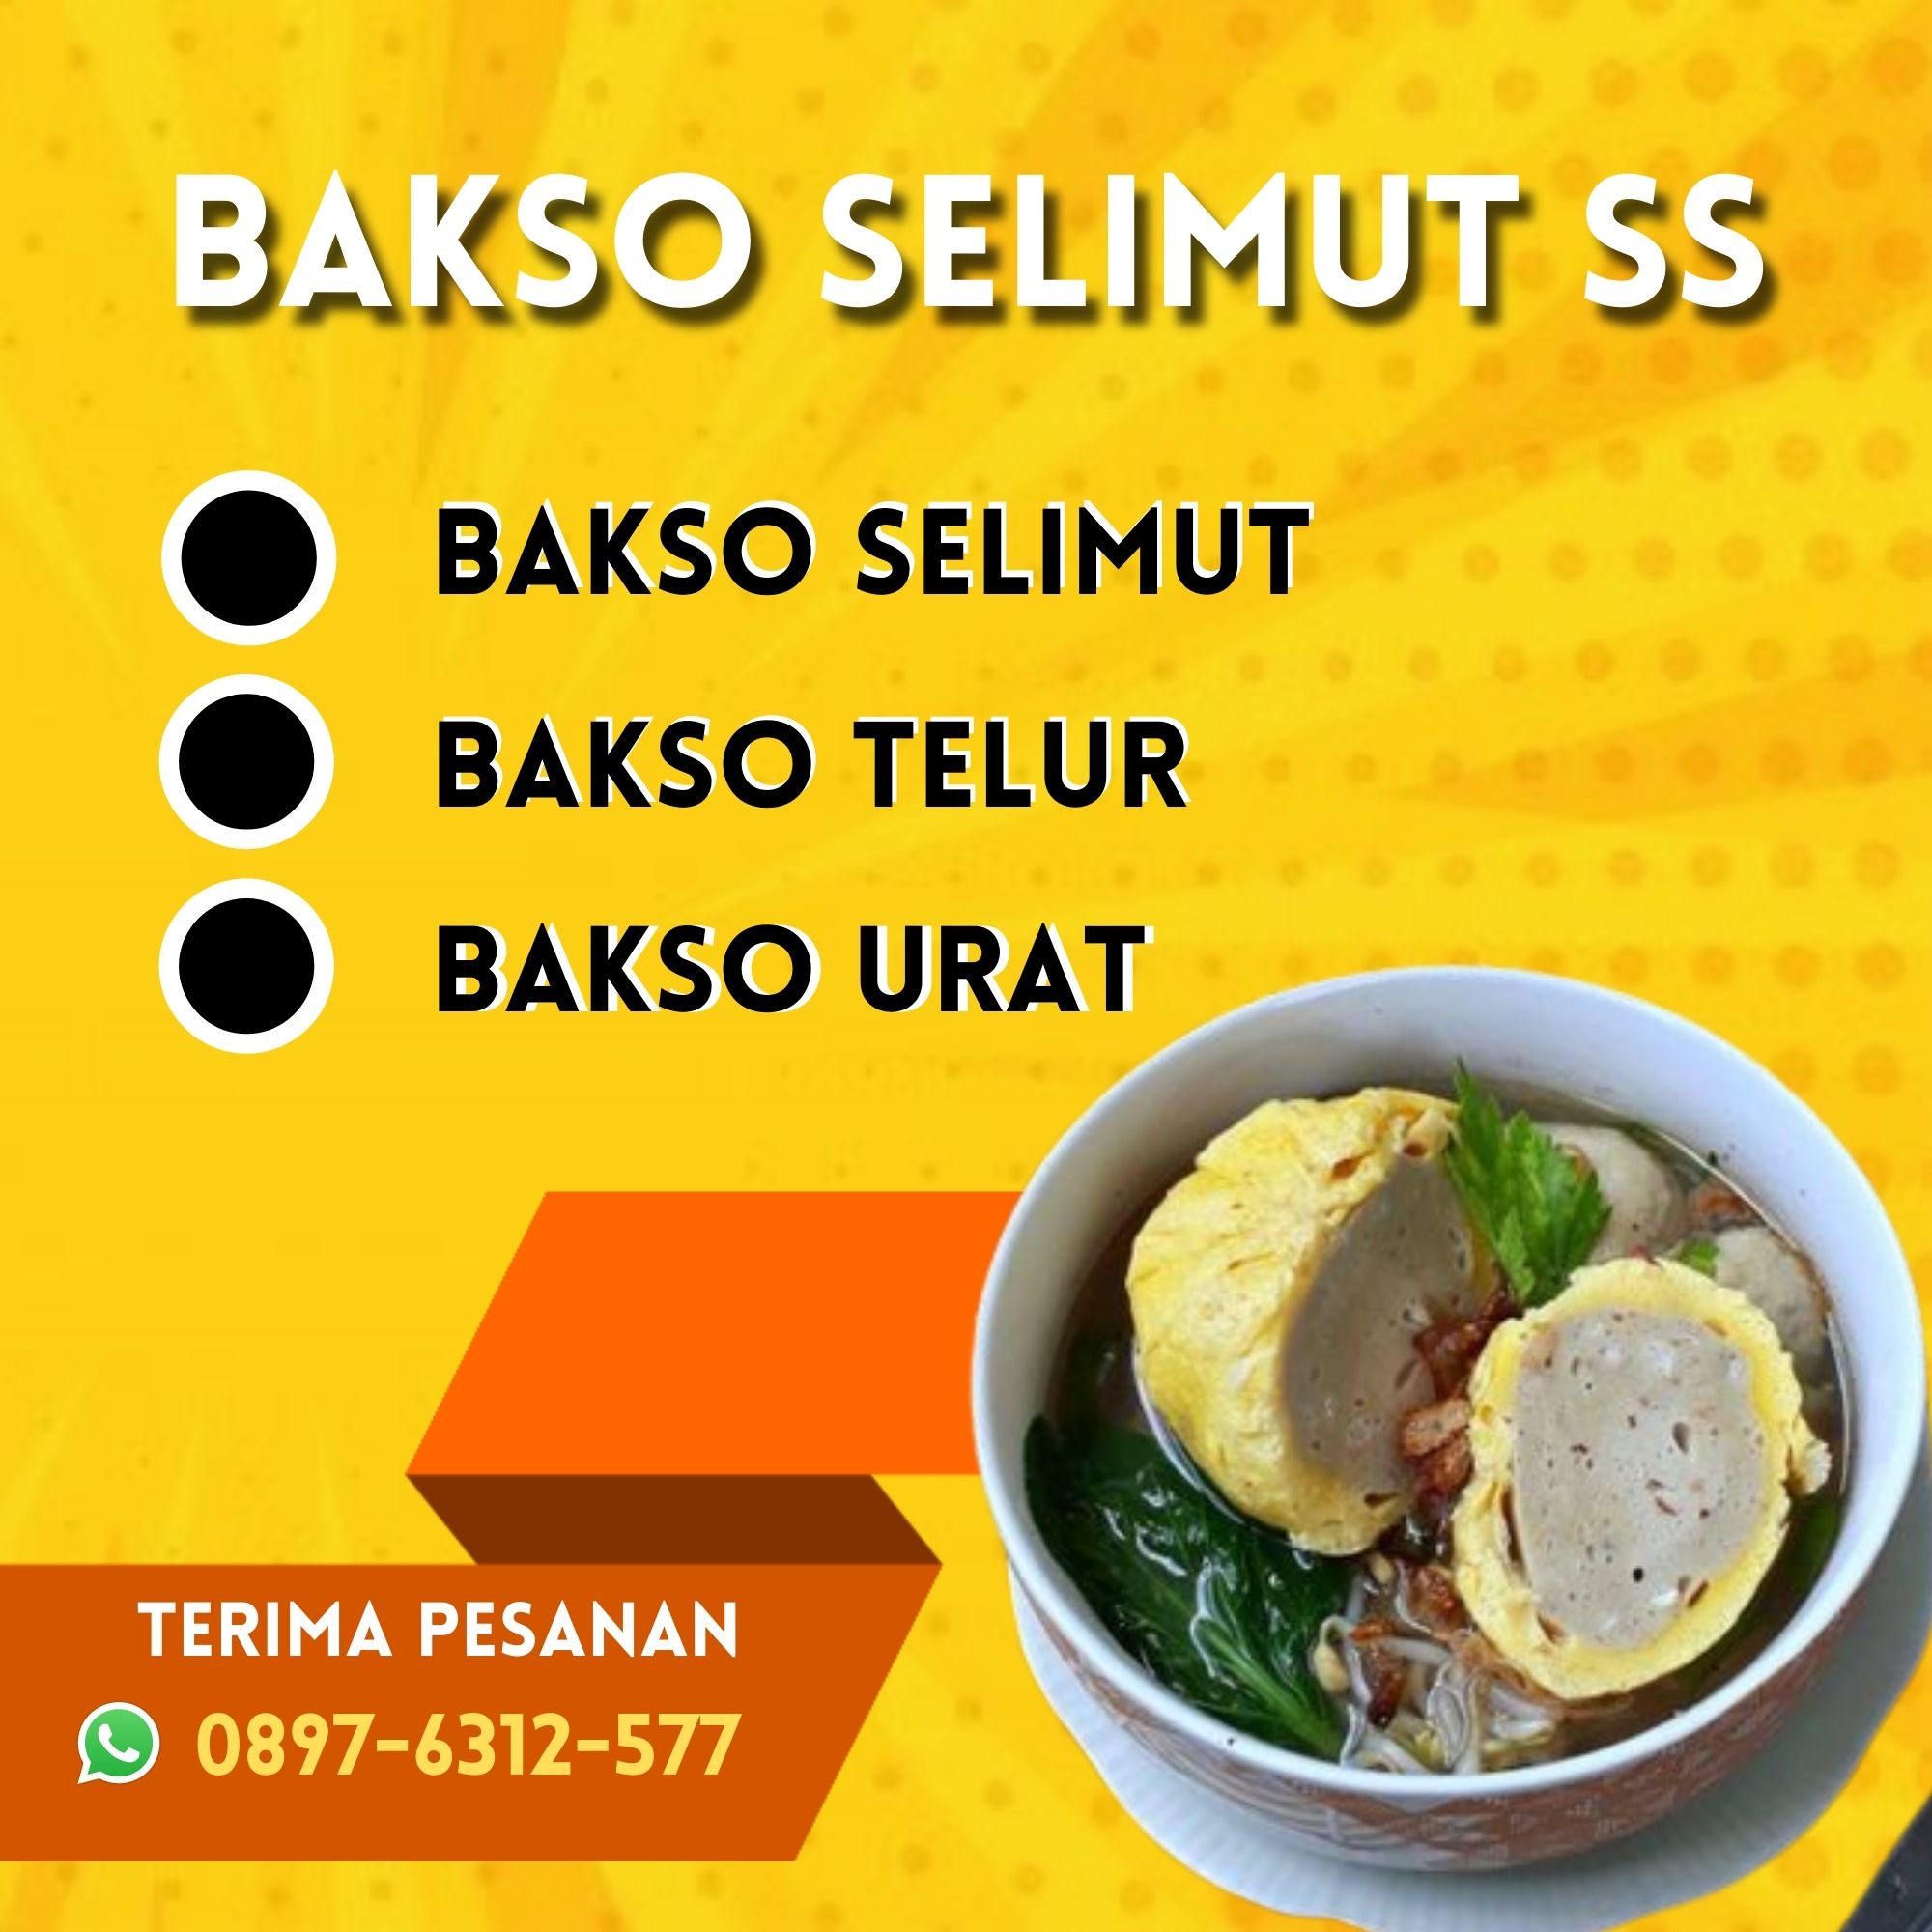 BAKSO SELIMUT SS
BAKSO SELIMUT
BAKSO TELUR
BAKSO URAT
TERIMA PESANAN
0897-6312-577